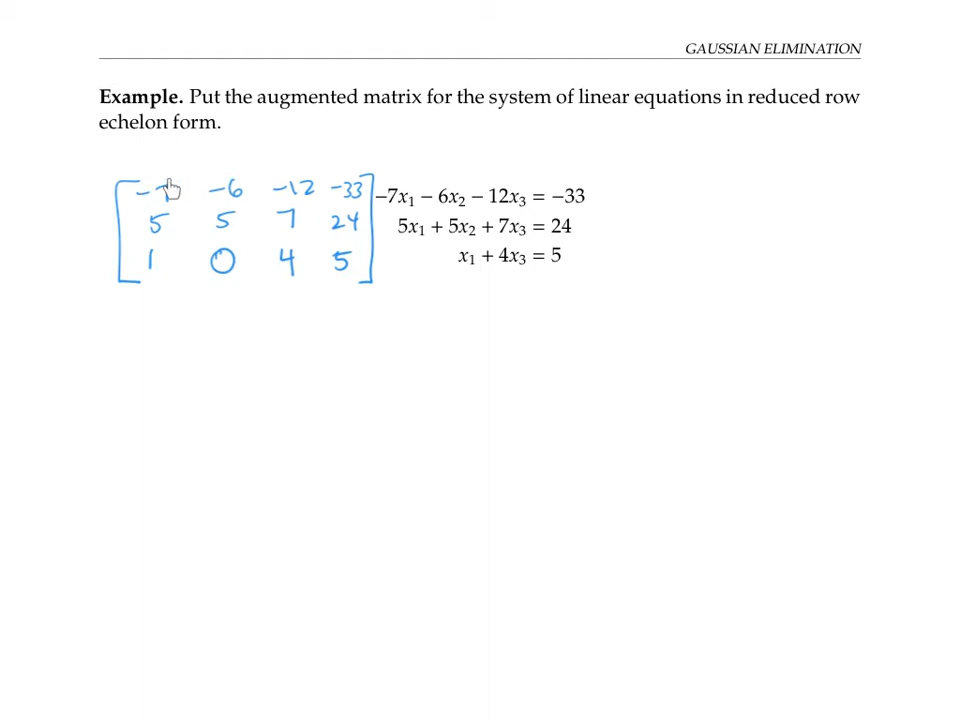 GAUSSIAN ELIMINATION
Example. Put the augmented matrix for the system of linear equations in reduced row
echelon form.
-7 -6 -12 -33
5 5 7 24
1 0 4 5
−7x₁ − 6x₂ − 12x₃ = −33
5x₁ + 5x₂ + 7x₃ = 24
x₁ + 4x₃ = 5